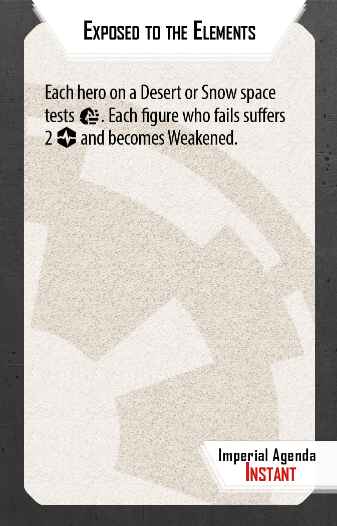 Exposed to the Elements
Each hero on a Desert or Snow space
tests . Each figure who fails suffers
2 and becomes Weakened.
Imperial Agenda
Instant